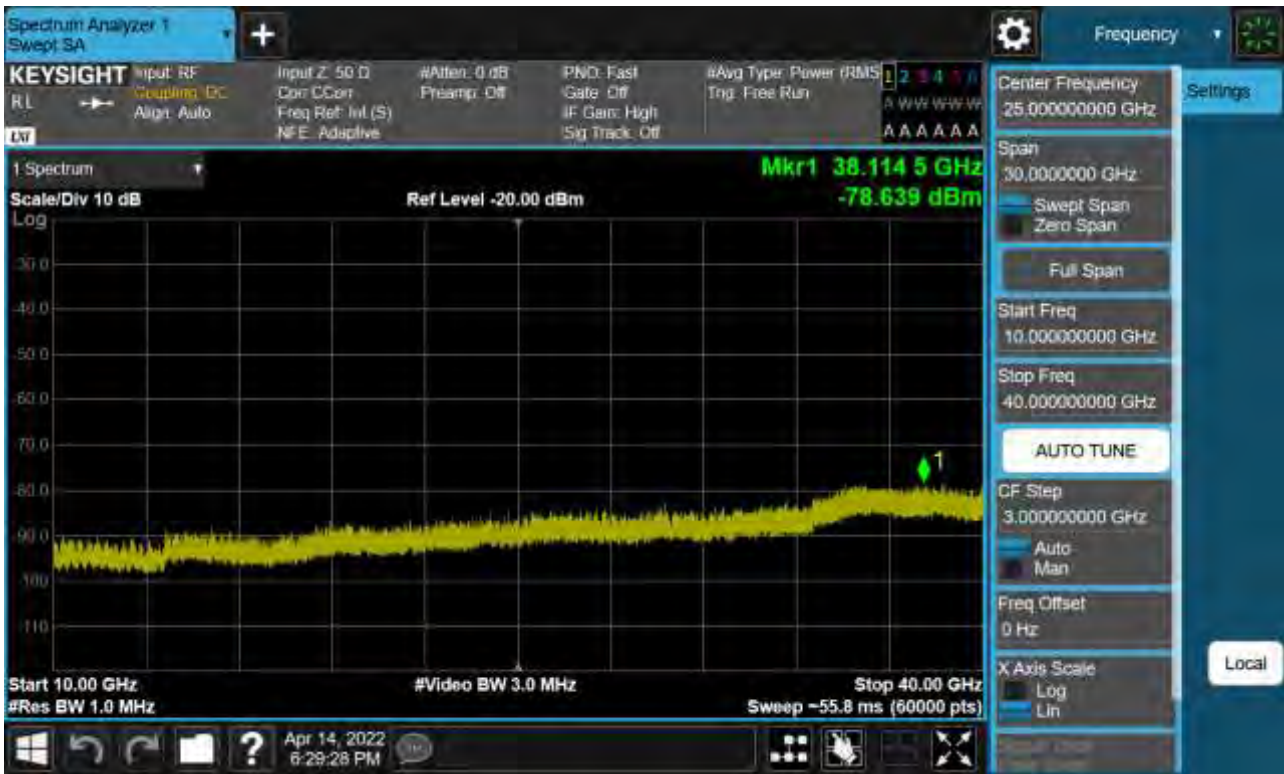 Spectrum Analyzer 1
Swept SA
+
Frequency
KEYSIGHT
RL
LXI
Input: RF
Coupling: DC
Align: Auto
Input Z: 50 Ω
Corr CCorr
Freq Ref: Int (S)
NFE: Adaptive
#Atten: 0 dB
Preamp: Off
PNO: Fast
Gate: Off
IF Gain: High
Sig Track: Off
#Avg Type: Power (RMS
Trig: Free Run
1 2 3 4 5 6
A W W W W W
A A A A A A
1 Spectrum
Scale/Div 10 dB
Log
Ref Level -20.00 dBm
Mkr1 38.114 5 GHz
-78.639 dBm
-30.0
-40.0
-50.0
-60.0
-70.0
-80.0
-90.0
-100
-110
1
Start 10.00 GHz
#Res BW 1.0 MHz
#Video BW 3.0 MHz
Stop 40.00 GHz
Sweep ~55.8 ms (60000 pts)
Center Frequency
25.000000000 GHz
Span
30.0000000 GHz
Swept Span
Zero Span
Full Span
Start Freq
10.000000000 GHz
Stop Freq
40.000000000 GHz
AUTO TUNE
CF Step
3.000000000 GHz
Auto
Man
Freq Offset
0 Hz
X Axis Scale
Log
Lin
Settings
Local
?
Apr 14, 2022
6:29:28 PM